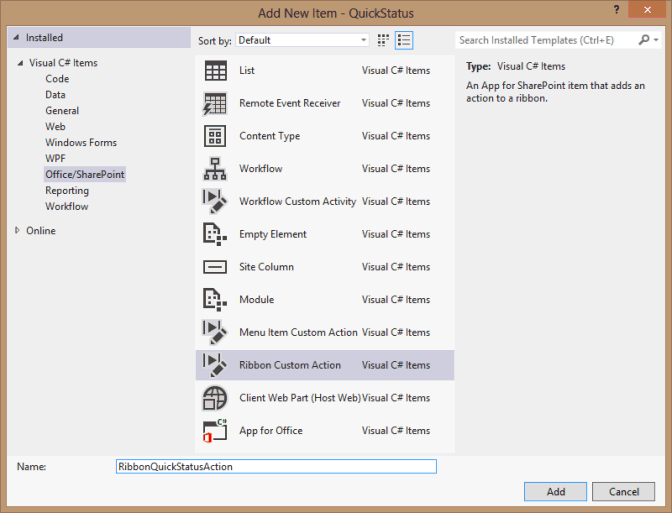 Add New Item - QuickStatus
?
Installed
Sort by: Default
Search Installed Templates (Ctrl+E)
Visual C# Items
Code
Data
General
Web
Windows Forms
WPF
Office/SharePoint
Reporting
Workflow
Online
List Visual C# Items
Remote Event Receiver Visual C# Items
Content Type Visual C# Items
Workflow Visual C# Items
Workflow Custom Activity Visual C# Items
Empty Element Visual C# Items
Site Column Visual C# Items
Module Visual C# Items
Menu Item Custom Action Visual C# Items
Ribbon Custom Action Visual C# Items
Client Web Part (Host Web) Visual C# Items
C#
App for Office Visual C# Items
Type: Visual C# Items
An App for SharePoint item that adds an
action to a ribbon.
Name: RibbonQuickStatusAction
Add Cancel